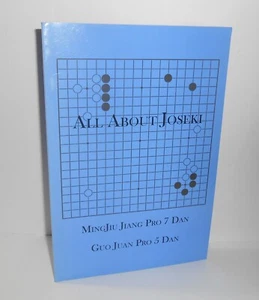 ALL ABOUT JOSEKI
MINGJIU JIANG PRO 7 DAN
GUO JUAN PRO 5 DAN